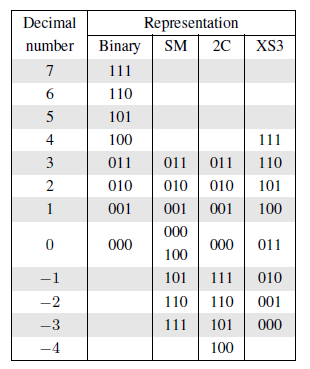 Decimal number Representation
Binary SM 2C XS3
7 111
6 110
5 101
4 100 111
3 011 011 011 110
2 010 010 010 101
1 001 001 001 100
0 000 000 100 000 011
−1 101 111 010
−2 110 110 001
−3 111 101 000
−4 100